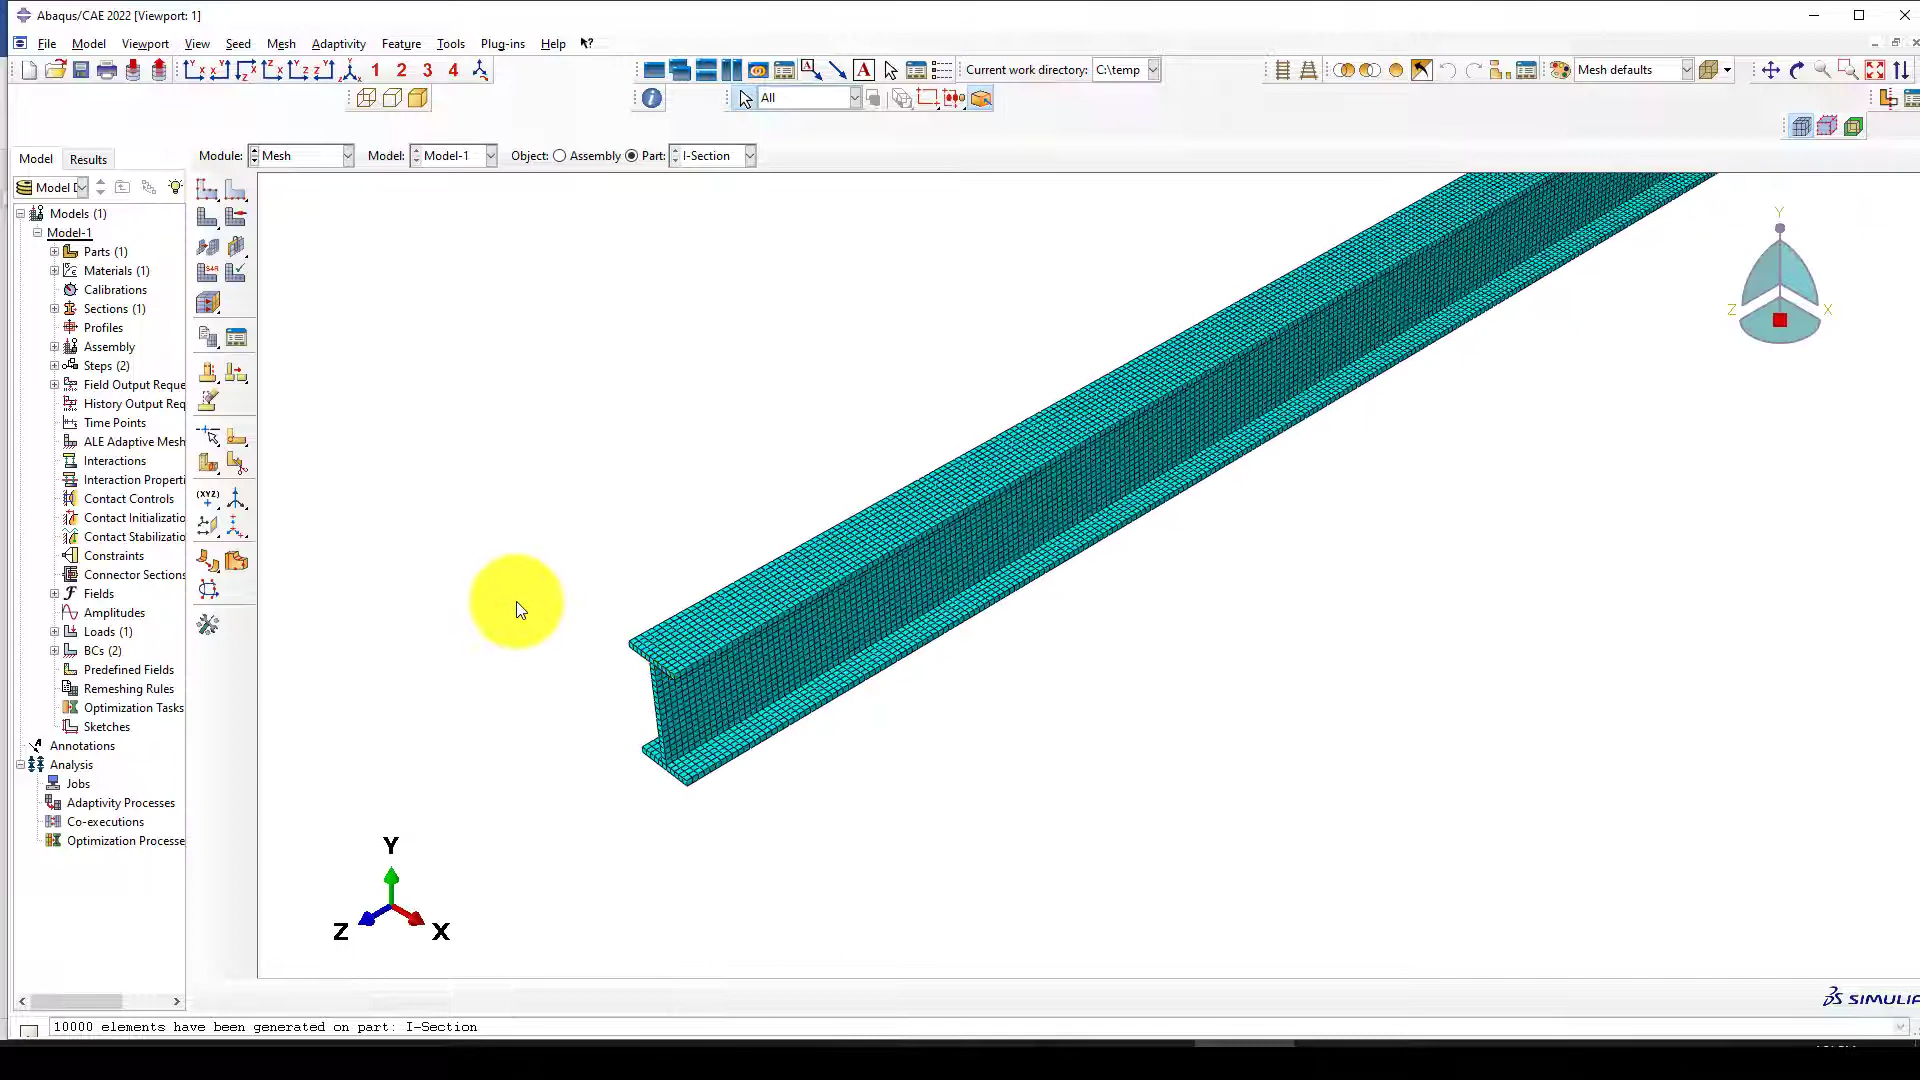 Abaqus/CAE 2022 [Viewport: 1]
File Model Viewport View Seed Mesh Adaptivity Feature Tools Plug-ins Help
1 2 3 4 A Current work directory: C:\temp Mesh defaults
All
Module: Mesh Model: Model-1 Object: Assembly Part: I-Section
Model Results
Model D
Models (1)
Model-1
Parts (1)
Materials (1)
Calibrations
Sections (1)
Profiles
Assembly
Steps (2)
Field Output Reque
History Output Req
Time Points
ALE Adaptive Mesh
Interactions
Interaction Properti
Contact Controls
Contact Initializatio
Contact Stabilizatio
Constraints
Connector Sections
Fields
Amplitudes
Loads (1)
BCs (2)
Predefined Fields
Remeshing Rules
Optimization Tasks
Sketches
Annotations
Analysis
Jobs
Adaptivity Processes
Co-executions
Optimization Processe
(XYZ)
Y
Z X
Y
Z X
SIMULIA
10000 elements have been generated on part: I-Section